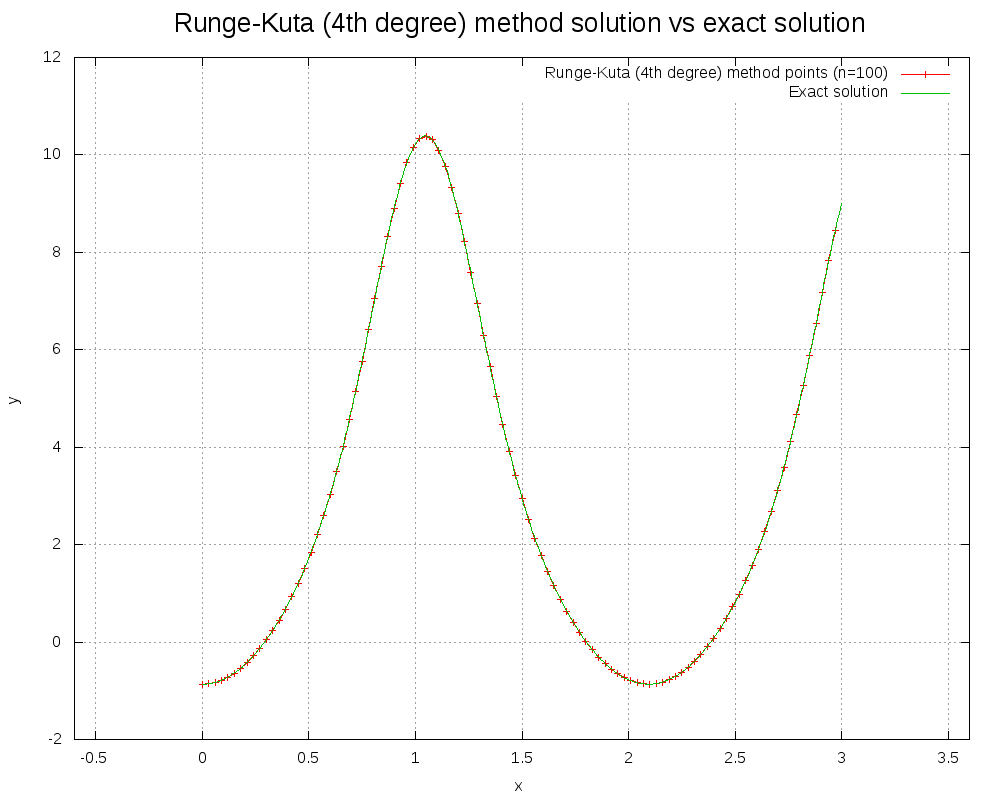 Runge-Kuta (4th degree) method solution vs exact solution
Runge-Kuta (4th degree) method points (n=100)
Exact solution
12
10
8
6
4
2
0
-2
y
-0.5 0 0.5 1 1.5 2 2.5 3 3.5
x